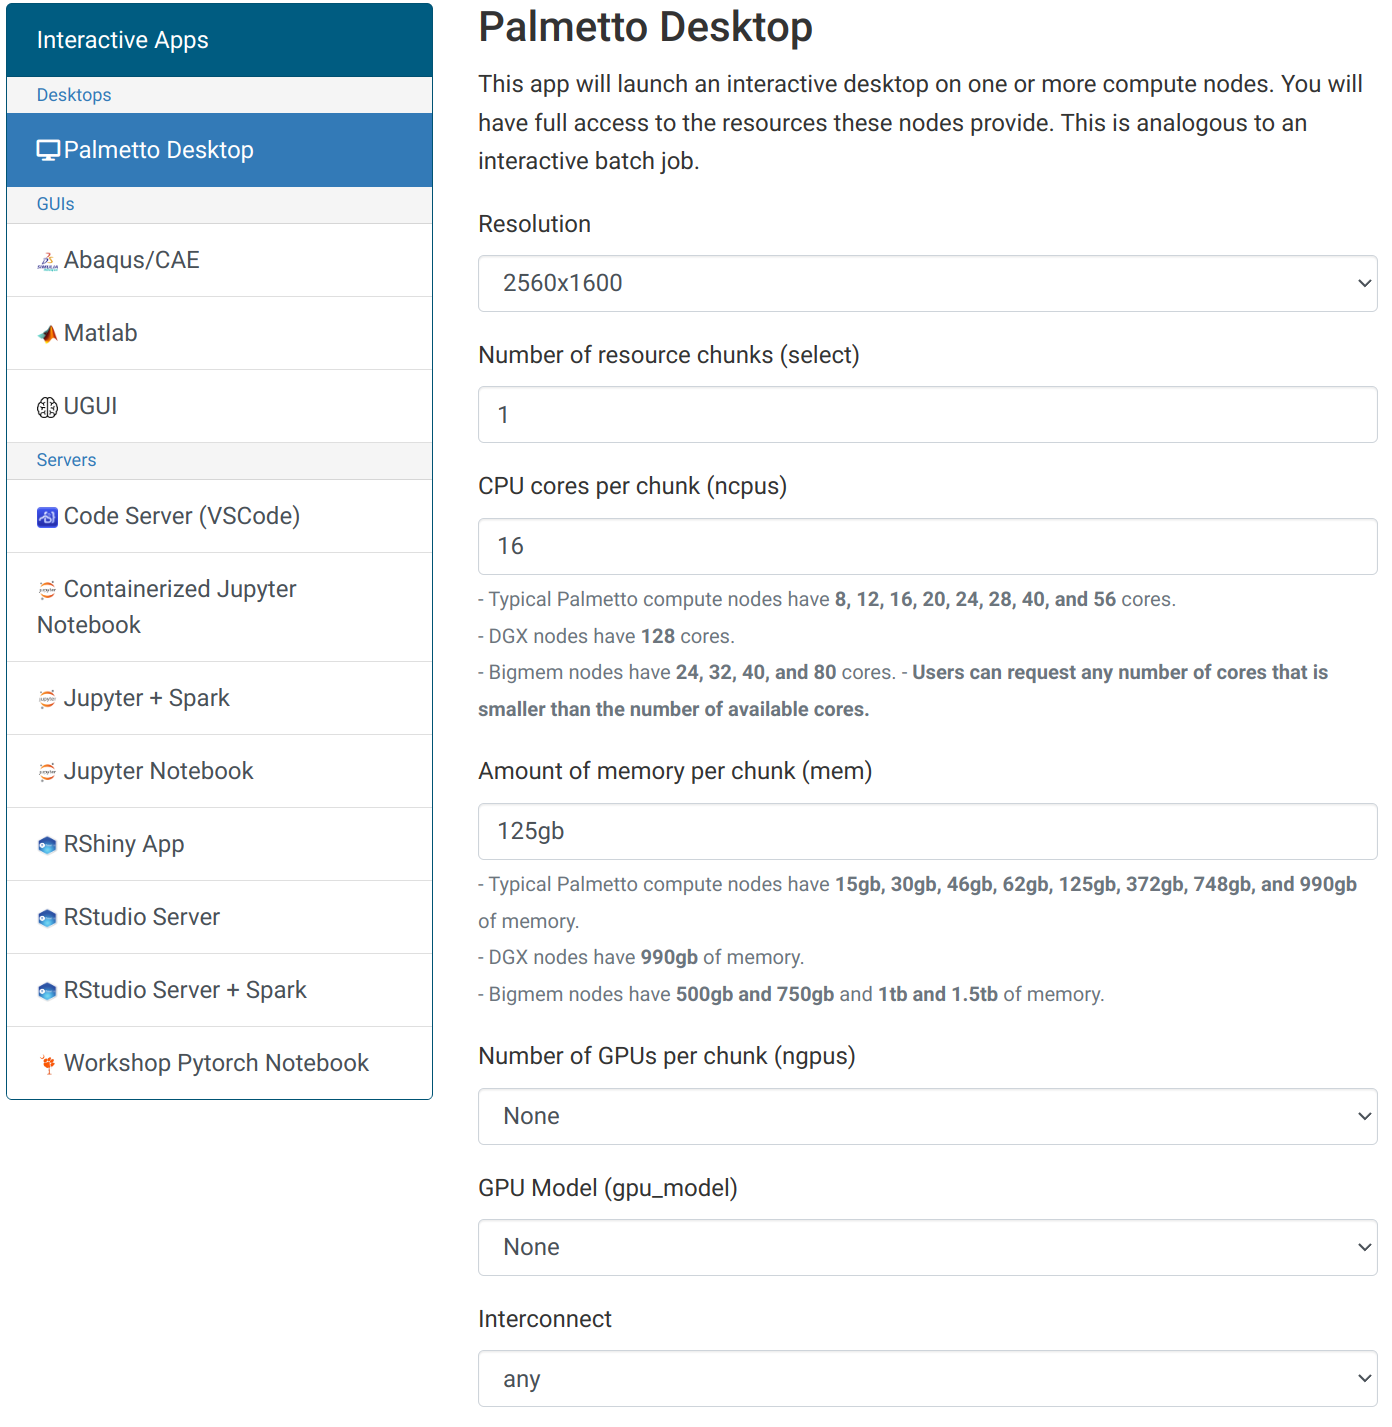 Interactive Apps
Desktops
Palmetto Desktop
GUIs
Abaqus/CAE
Matlab
UGUI
Servers
Code Server (VSCode)
Containerized Jupyter
Notebook
Jupyter + Spark
Jupyter Notebook
RShiny App
RStudio Server
RStudio Server + Spark
Workshop Pytorch Notebook
Palmetto Desktop
This app will launch an interactive desktop on one or more compute nodes. You will
have full access to the resources these nodes provide. This is analogous to an
interactive batch job.
Resolution
2560x1600
Number of resource chunks (select)
1
CPU cores per chunk (ncpus)
16
- Typical Palmetto compute nodes have 8, 12, 16, 20, 24, 28, 40, and 56 cores.
- DGX nodes have 128 cores.
- Bigmem nodes have 24, 32, 40, and 80 cores. - Users can request any number of cores that is
smaller than the number of available cores.
Amount of memory per chunk (mem)
125gb
- Typical Palmetto compute nodes have 15gb, 30gb, 46gb, 62gb, 125gb, 372gb, 748gb, and 990gb
of memory.
- DGX nodes have 990gb of memory.
- Bigmem nodes have 500gb and 750gb and 1tb and 1.5tb of memory.
Number of GPUs per chunk (ngpus)
None
GPU Model (gpu_model)
None
Interconnect
any